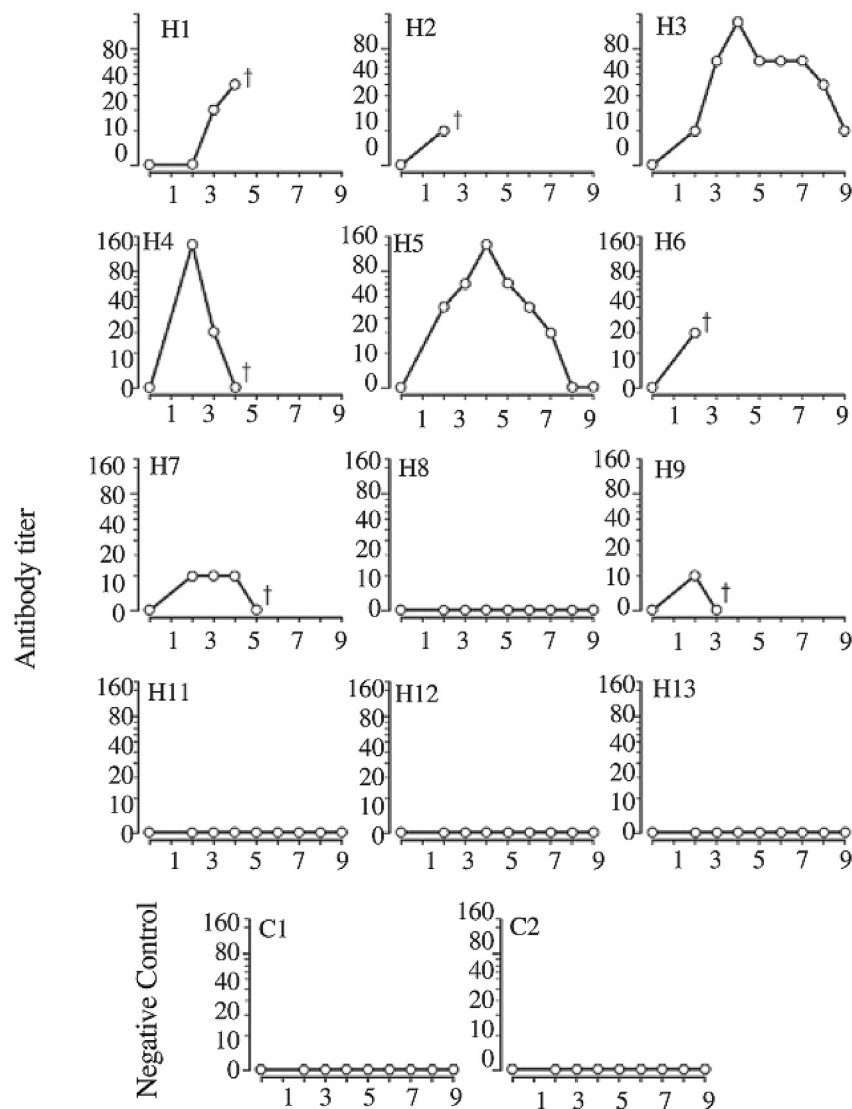 H1 H2 H3
80 80 80
40 40 40
20 20 20
10 10 10
0 0 0
1 3 5 7 9 1 3 5 7 9 1 3 5 7 9
† †
160 H4 160 H5 160 H6
80 80 80
40 40 40
20 20 20
10 10 10
0 0 0
† †
1 3 5 7 9 1 3 5 7 9 1 3 5 7 9
Antibody titer
160 H7 160 H8 160 H9
80 80 80
40 40 40
20 20 20
10 10 10
0 0 0
† †
1 3 5 7 9 1 3 5 7 9 1 3 5 7 9
160 H11 160 H12 160 H13
80 80 80
40 40 40
20 20 20
10 10 10
0 0 0
1 3 5 7 9 1 3 5 7 9 1 3 5 7 9
Negative Control
160 C1 160 C2
80 80
40 40
20 20
10 10
0 0
1 3 5 7 9 1 3 5 7 9